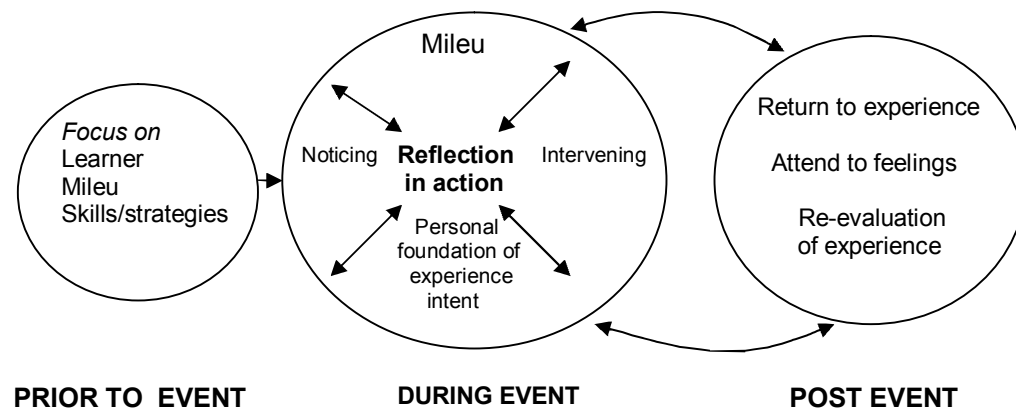 Focus on
Learner
Mileu
Skills/strategies
Mileu
Noticing
Reflection
in action
Intervening
Personal
foundation of
experience
intent
Return to experience
Attend to feelings
Re-evaluation
of experience
PRIOR TO EVENT
DURING EVENT
POST EVENT